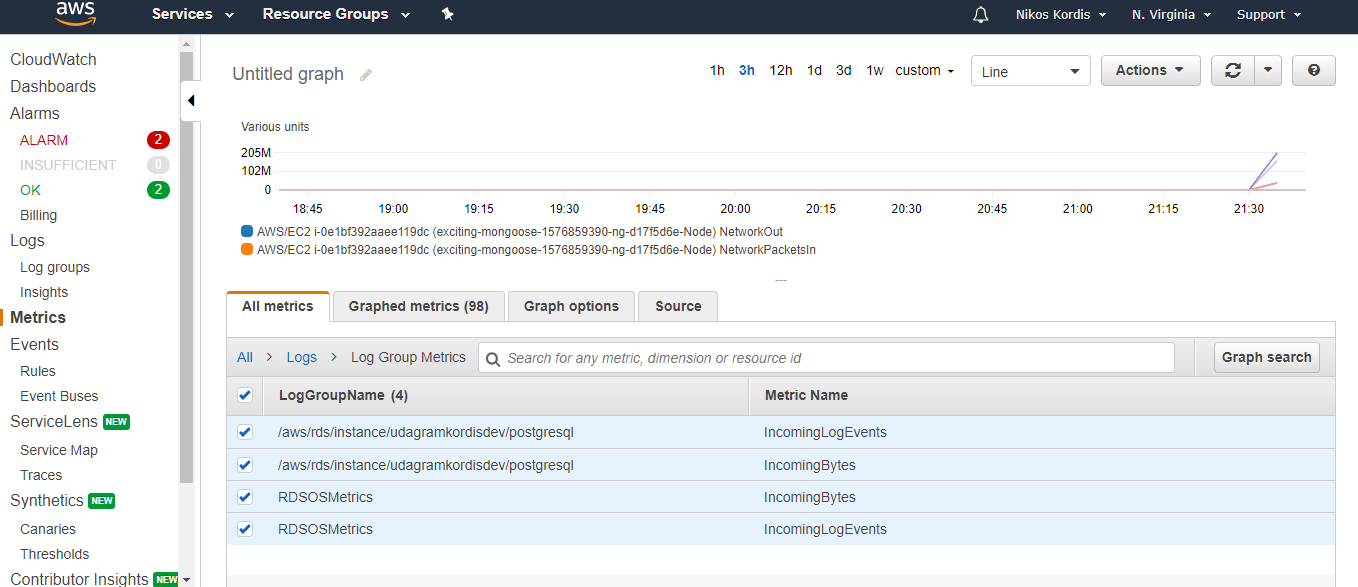 aws Services Resource Groups Nikos Kordis N. Virginia Support
CloudWatch
Dashboards
Alarms
ALARM 2
INSUFFICIENT 0
OK 2
Billing
Logs
Log groups
Insights
Metrics
Events
Rules
Event Buses
ServiceLens NEW
Service Map
Traces
Synthetics NEW
Canaries
Thresholds
Contributor Insights NEW
Untitled graph 1h 3h 12h 1d 3d 1w custom Line Actions ?
Various units
205M
102M
0
18:45 19:00 19:15 19:30 19:45 20:00 20:15 20:30 20:45 21:00 21:15 21:30
AWS/EC2 i-0e1bf392aaee119dc (exciting-mongoose-1576859390-ng-d17f5d6e-Node) NetworkOut
AWS/EC2 i-0e1bf392aaee119dc (exciting-mongoose-1576859390-ng-d17f5d6e-Node) NetworkPacketsIn
All metrics Graphed metrics (98) Graph options Source
All > Logs > Log Group Metrics Search for any metric, dimension or resource id Graph search
LogGroupName (4) Metric Name
/aws/rds/instance/udagramkordisdev/postgresql IncomingLogEvents
/aws/rds/instance/udagramkordisdev/postgresql IncomingBytes
RDSOSMetrics IncomingBytes
RDSOSMetrics IncomingLogEvents